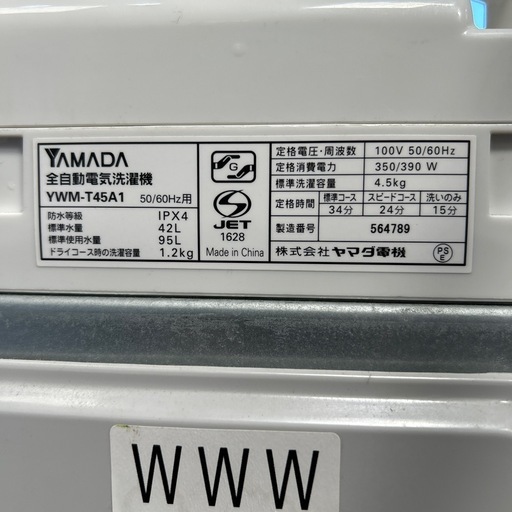 YAMADA
全自動電気洗濯機
YWM-T45A1 50/60Hz用
防水等級 IPX4
標準水量 42L
標準使用水量 95L
ドライコース時の洗濯容量 1.2kg
G
S
JET
1628
Made in China
定格電圧・周波数 100V 50/60Hz
定格消費電力 350/390 W
標準洗濯容量 4.5kg
定格時間 標準コース スピードコース 洗いのみ
34分 24分 15分
製造番号 564789
株式会社 ヤマダ電機
PS
E
WWW